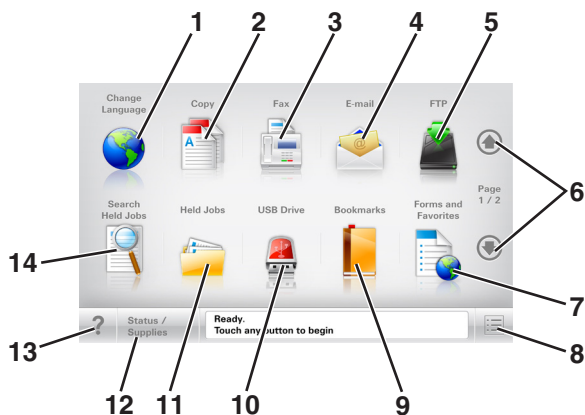 1 2 3 4 5
Change
Language
Copy
Fax
E-mail
FTP
A
@
6
Page
1 / 2
Search
Held Jobs
Held Jobs
USB Drive
Bookmarks
Forms and
Favorites
14
7
?
Status /
Supplies
Ready.
Touch any button to begin
13
12
11
10
9
8